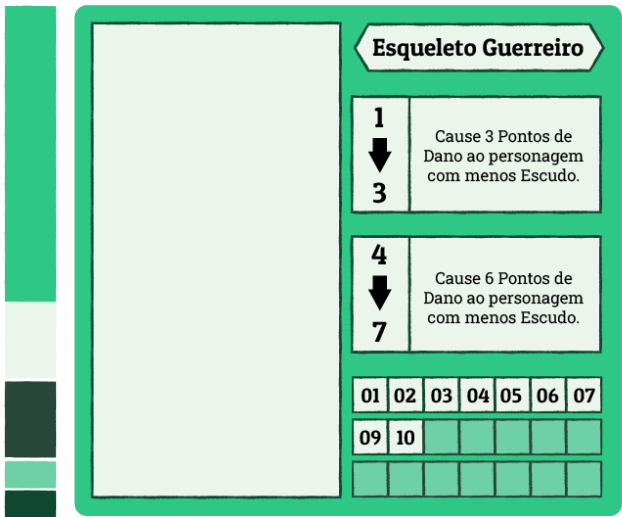 Esqueleto Guerreiro
1
3
Cause 3 Pontos de
Dano ao personagem
com menos Escudo.
4
7
Cause 6 Pontos de
Dano ao personagem
com menos Escudo.
01 02 03 04 05 06 07
09 10